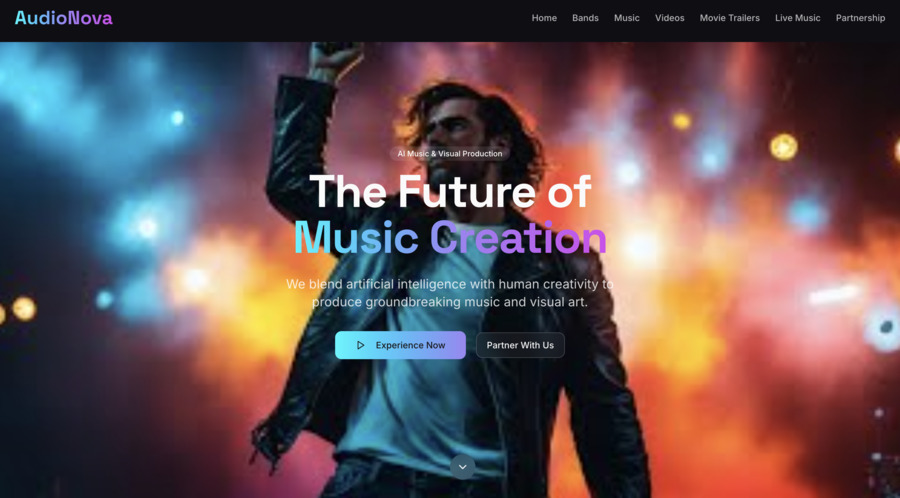 AudioNova
Home Bands Music Videos Movie Trailers Live Music Partnership
AI Music & Visual Production
The Future of
Music Creation
We blend artificial intelligence with human creativity to
produce groundbreaking music and visual art.
Experience Now
Partner With Us